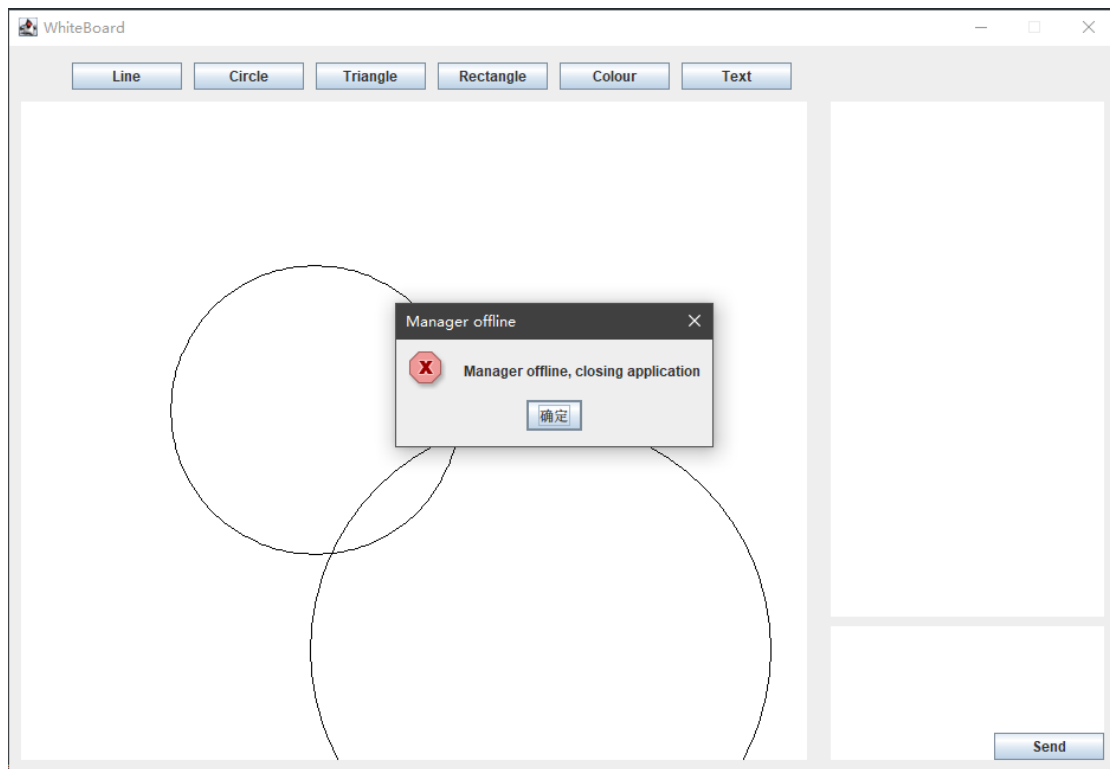 WhiteBoard
Line Circle Triangle Rectangle Colour Text
Manager offline
Manager offline, closing application
确定
Send